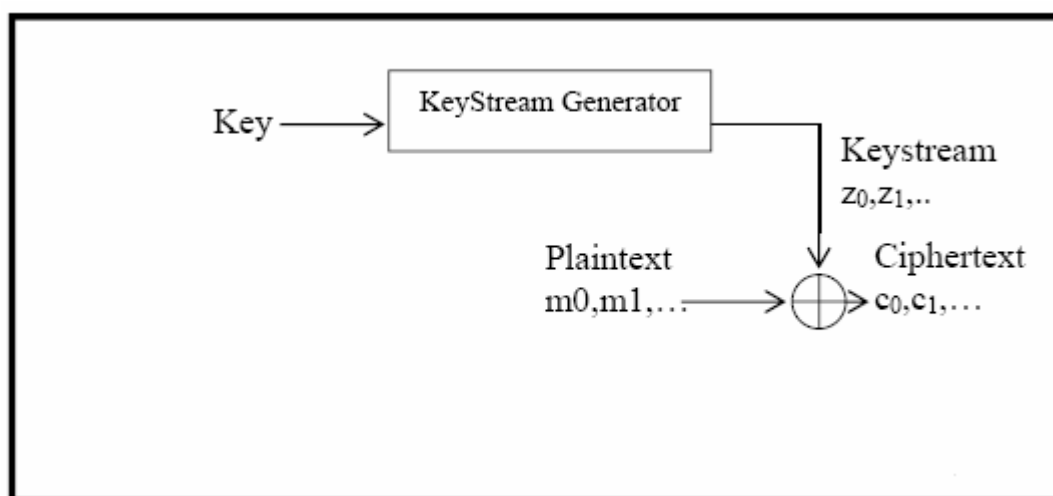 KeyStream Generator
Key
Keystream
z₀,z₁,..
Plaintext
m0,m1,…
Ciphertext
c₀,c₁,…